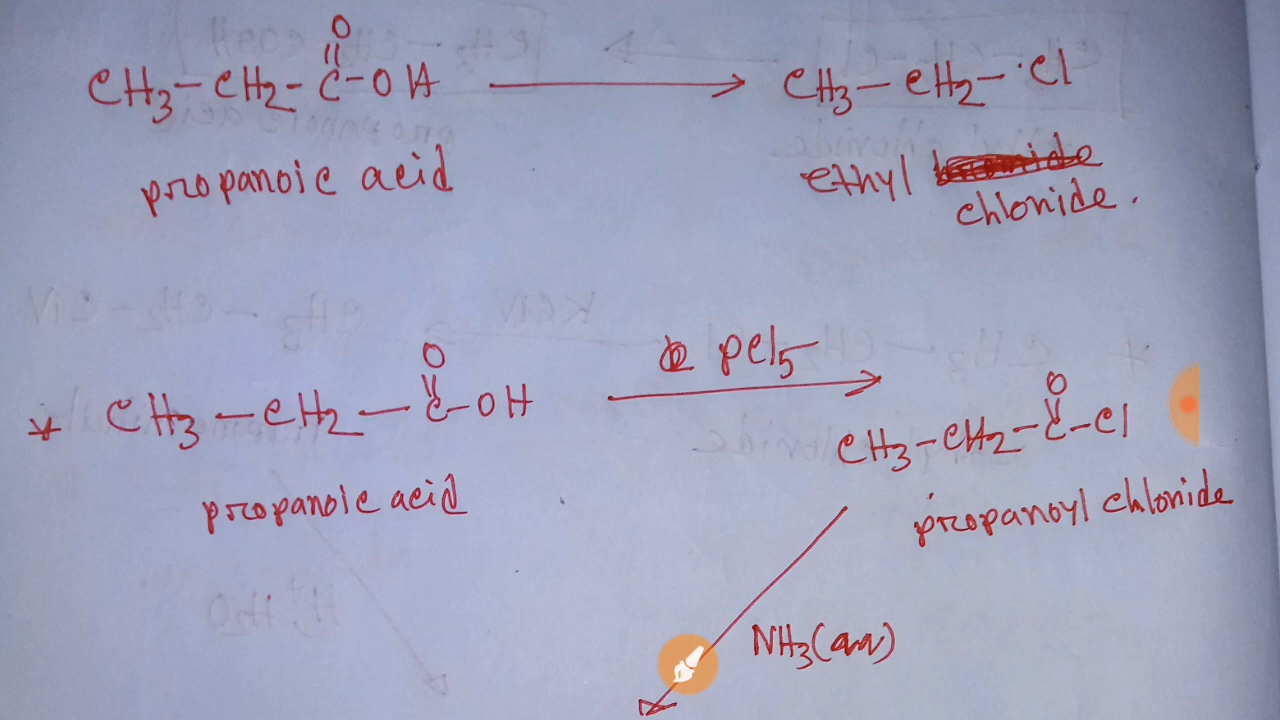 O
CH3-CH2-C-OH → CH3-CH2-Cl
propanoic acid ethyl
chloride.
O
* CH3-CH2-C-OH PCl5 →
propanoic acid
O
CH3-CH2-C-Cl
propanoyl chloride
NH3